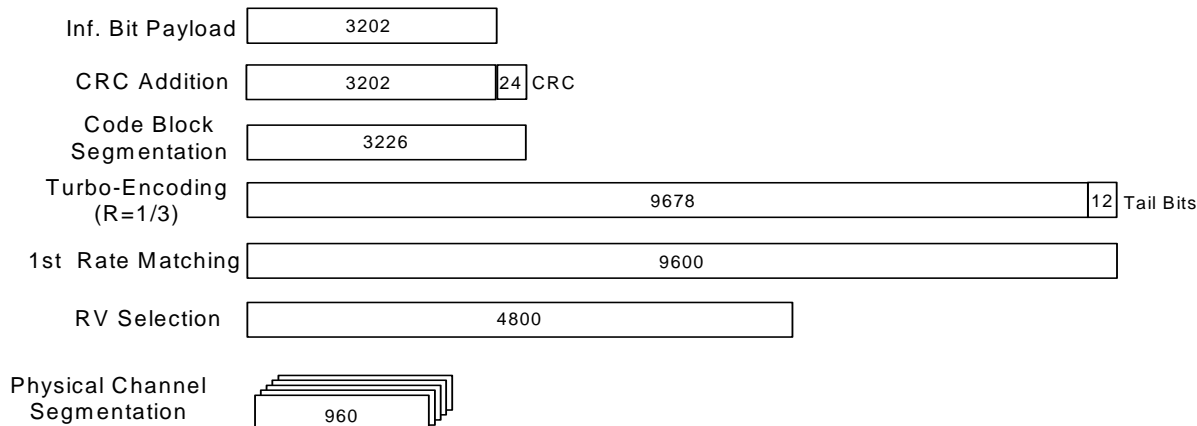 Inf. Bit Payload 3202
CRC Addition 3202 24 CRC
Code Block
Segmentation 3226
Turbo-Encoding
(R=1/3) 9678 12 Tail Bits
1st Rate Matching 9600
RV Selection 4800
Physical Channel
Segmentation 960